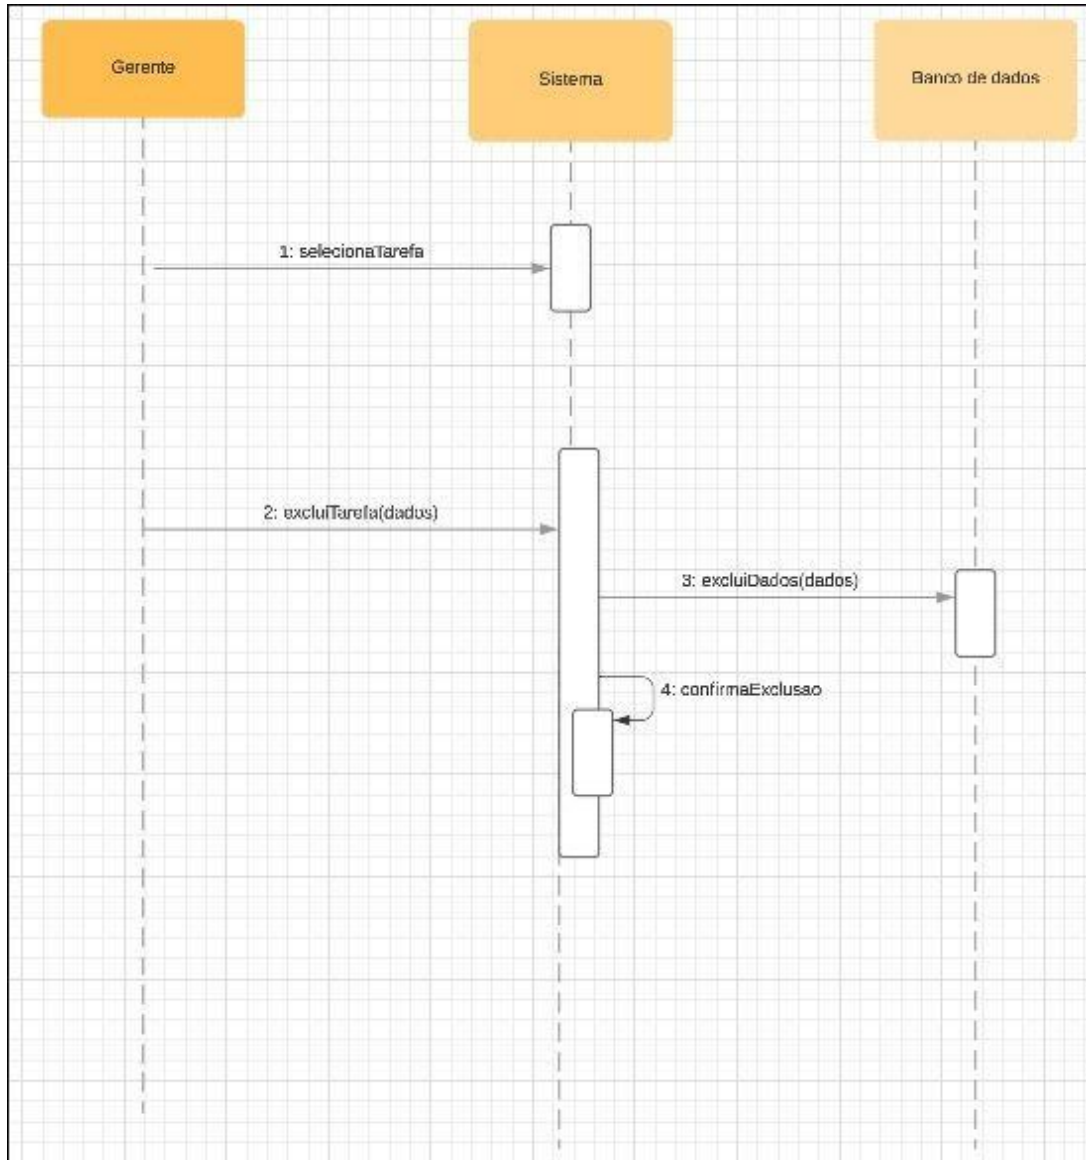 Gerente
Sistema
Banco de dados
1: selecionaTarefa
2: excluiTarefa(dados)
3: excluiDados(dados)
4: confirmaExclusao